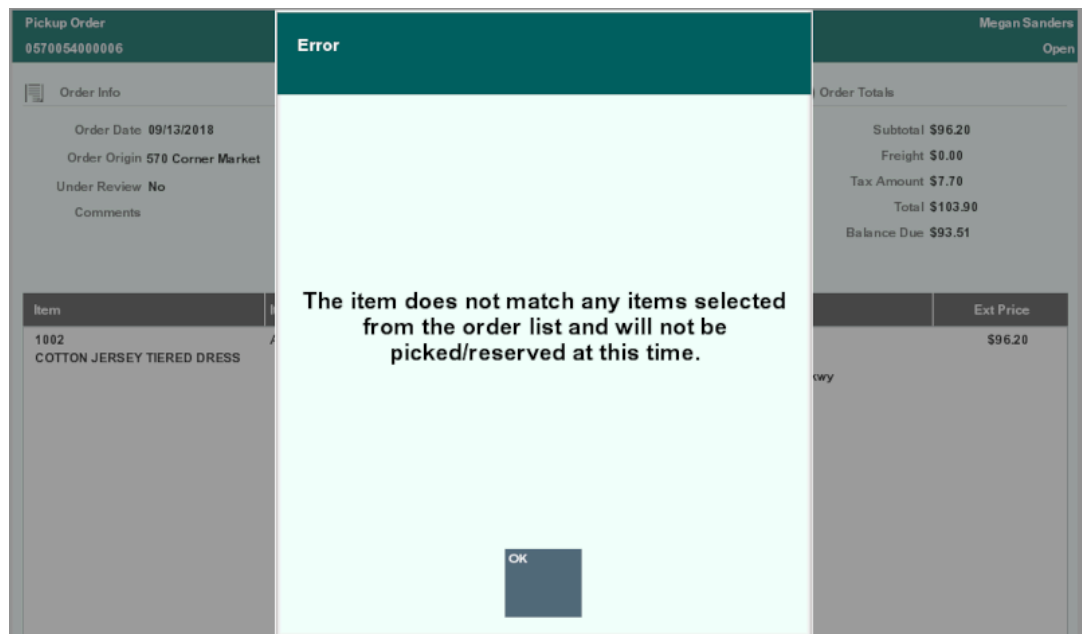 Pickup Order
Megan Sanders
0570054000006
Open
Error
Order Info
Order Totals
Order Date 09/13/2018
Subtotal $96.20
Order Origin 570 Corner Market
Freight $0.00
Under Review No
Tax Amount $7.70
Comments
Total $103.90
Balance Due $93.51
The item does not match any items selected
from the order list and will not be
picked/reserved at this time.
Item
Ext Price
1002
$96.20
COTTON JERSEY TIERED DRESS
OK